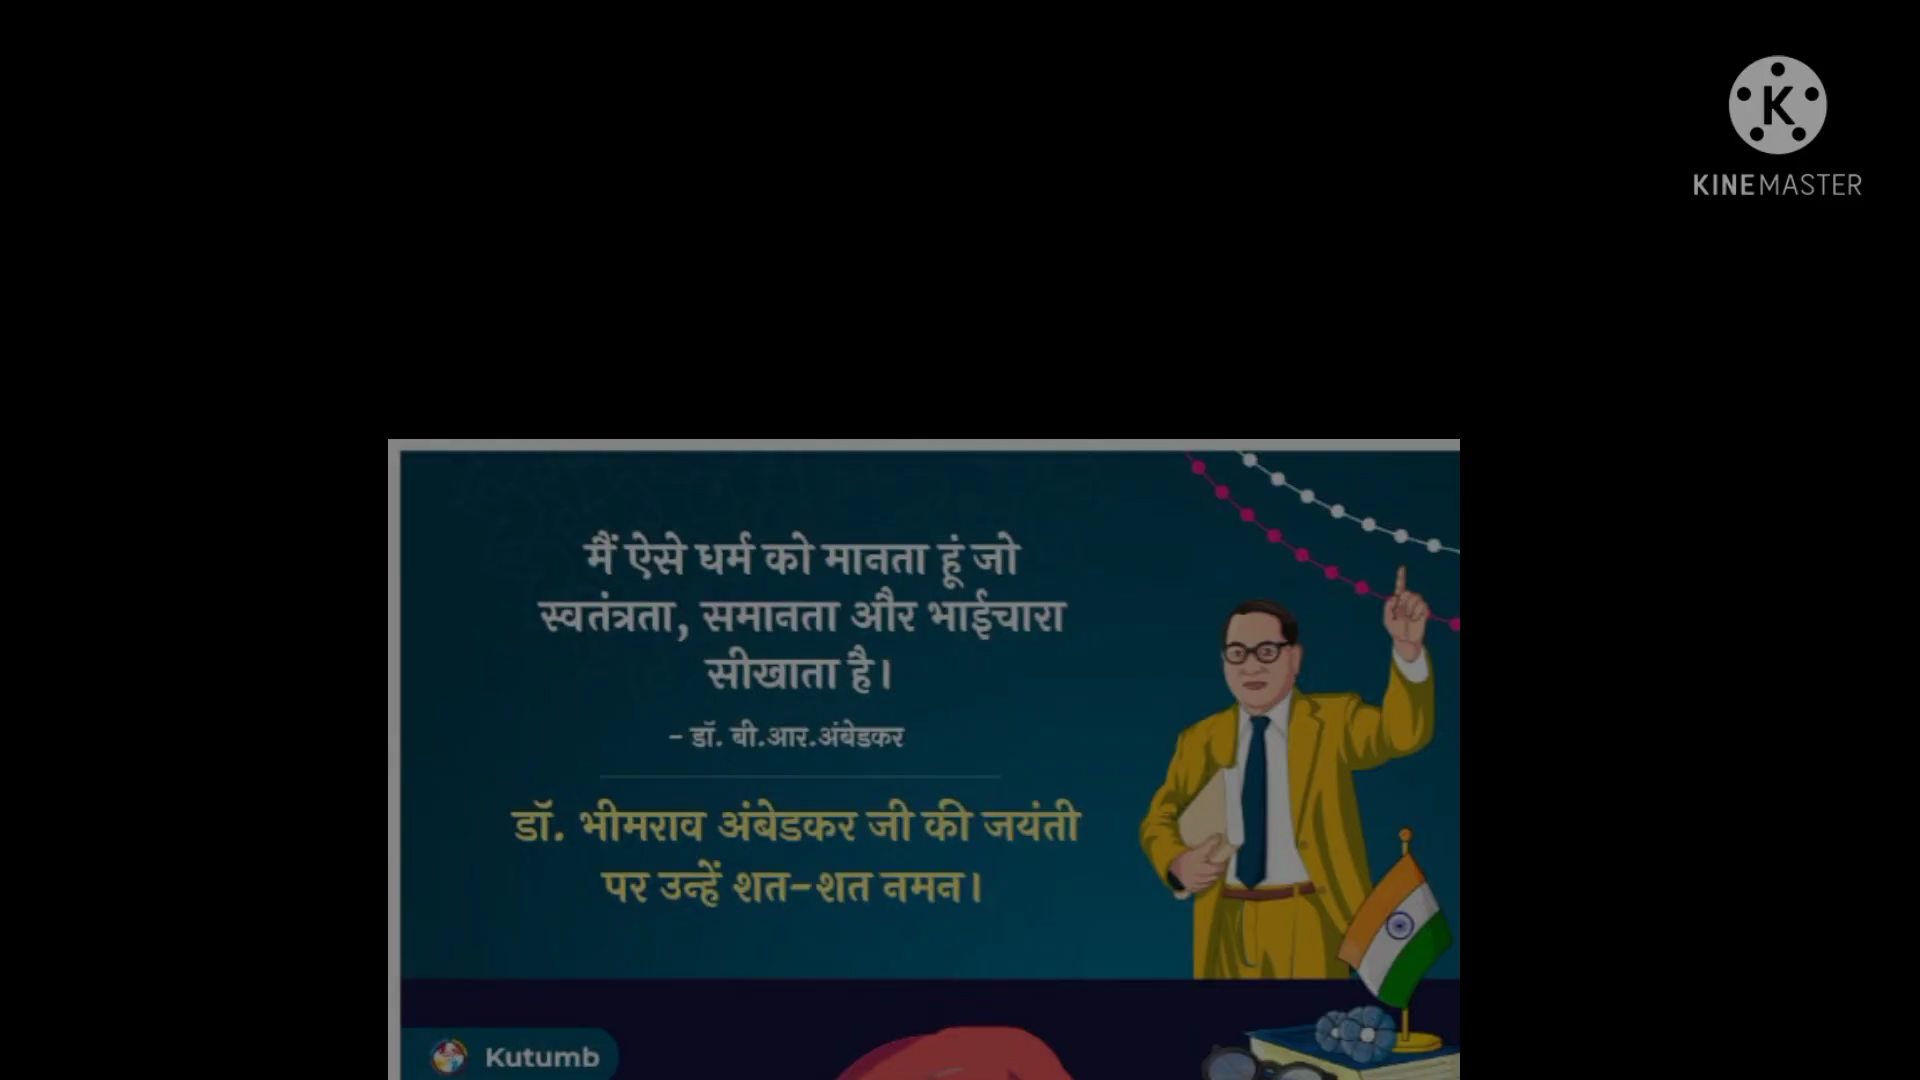 K
KINEMASTER
मैं ऐसे धर्म को मानता हूं जो
स्वतंत्रता, समानता और भाईचारा
सीखाता है।
- डॉ. बी.आर.अंबेडकर
डॉ. भीमराव अंबेडकर जी की जयंती
पर उन्हें शत-शत नमन।
Kutumb